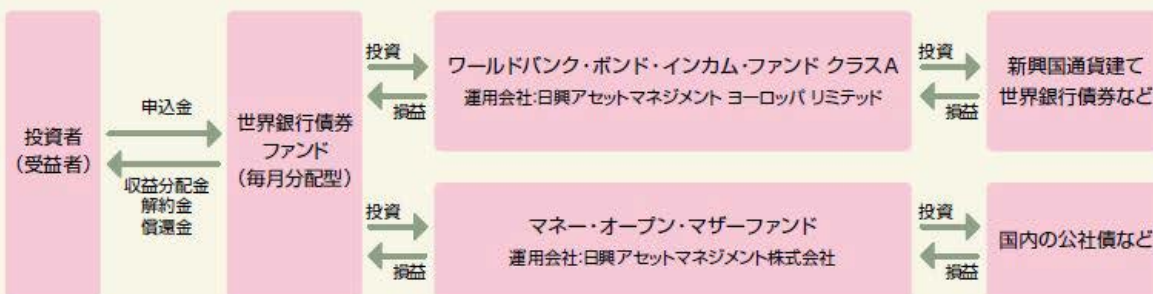 投資者
（受益者）
申込金
収益分配金
解約金
償還金
世界銀行債券
ファンド
（毎月分配型）
投資
損益
ワールドバンク・ボンド・インカム・ファンド クラスA
運用会社:日興アセットマネジメント ヨーロッパ リミテッド
投資
損益
新興国通貨建て
世界銀行債券など
投資
損益
マネー・オープン・マザーファンド
運用会社:日興アセットマネジメント株式会社
投資
損益
国内の公社債など